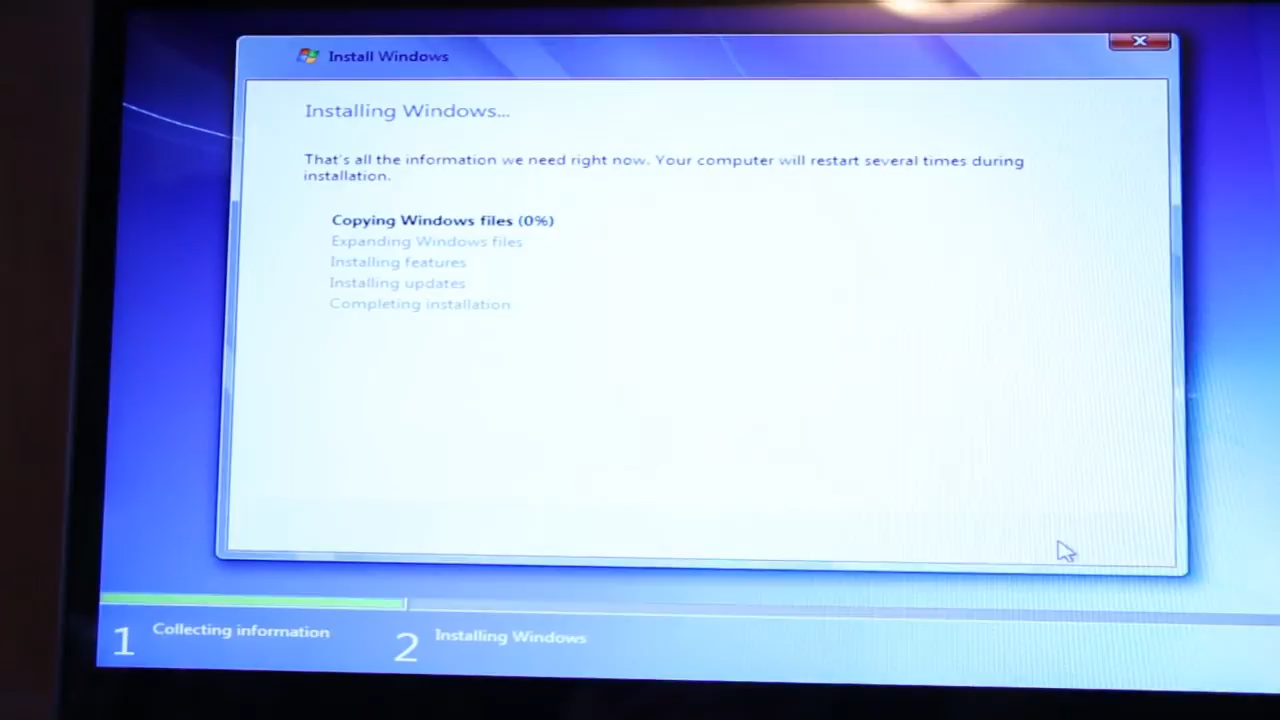 Install Windows
Installing Windows...
That's all the information we need right now. Your computer will restart several times during
installation.
Copying Windows files (0%)
Expanding Windows files
Installing features
Installing updates
Completing installation
1 Collecting information
2 Installing Windows